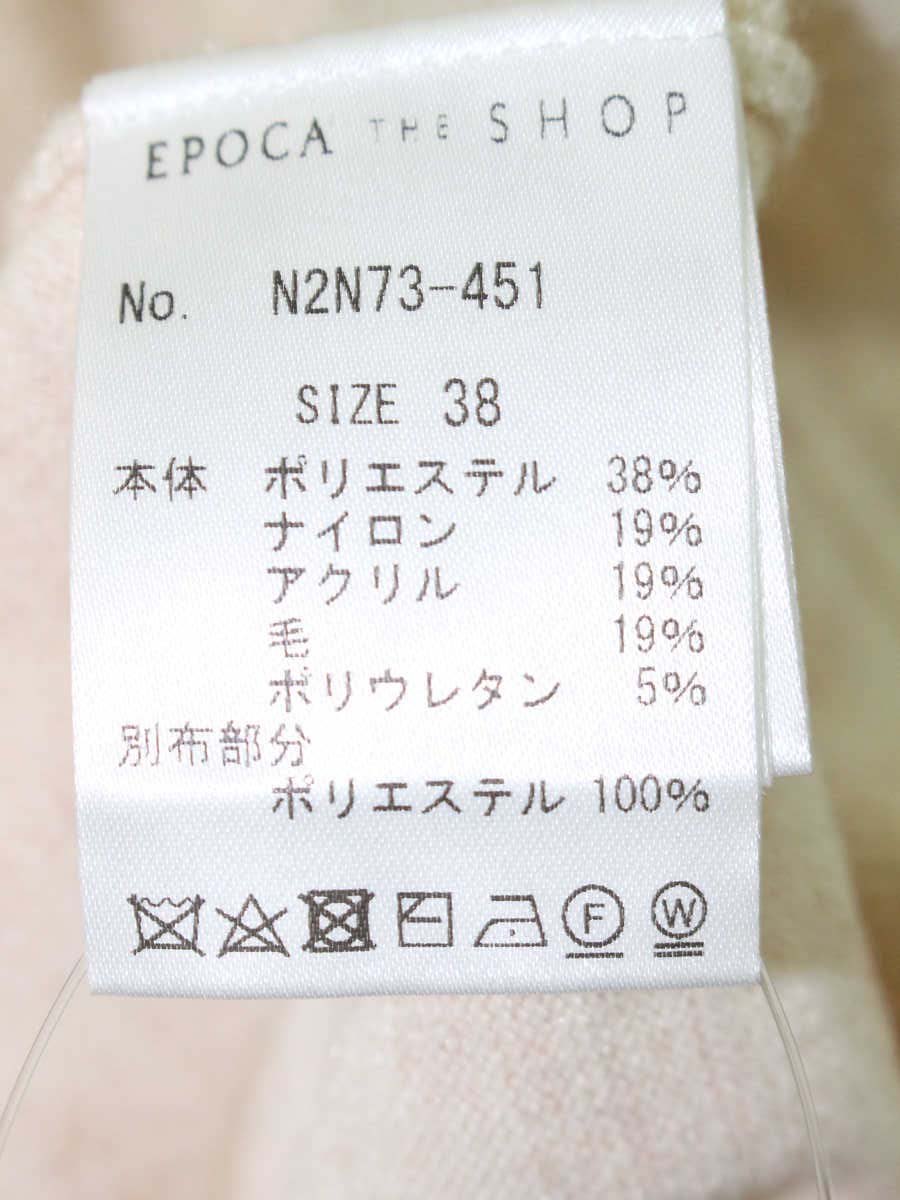 EPOCA THE SHOP
No. N2N73-451
SIZE 38
本体 ポリエステル 38%
ナイロン 19%
アクリル 19%
毛 19%
ポリウレタン 5%
別布部分
ポリエステル 100%
F W